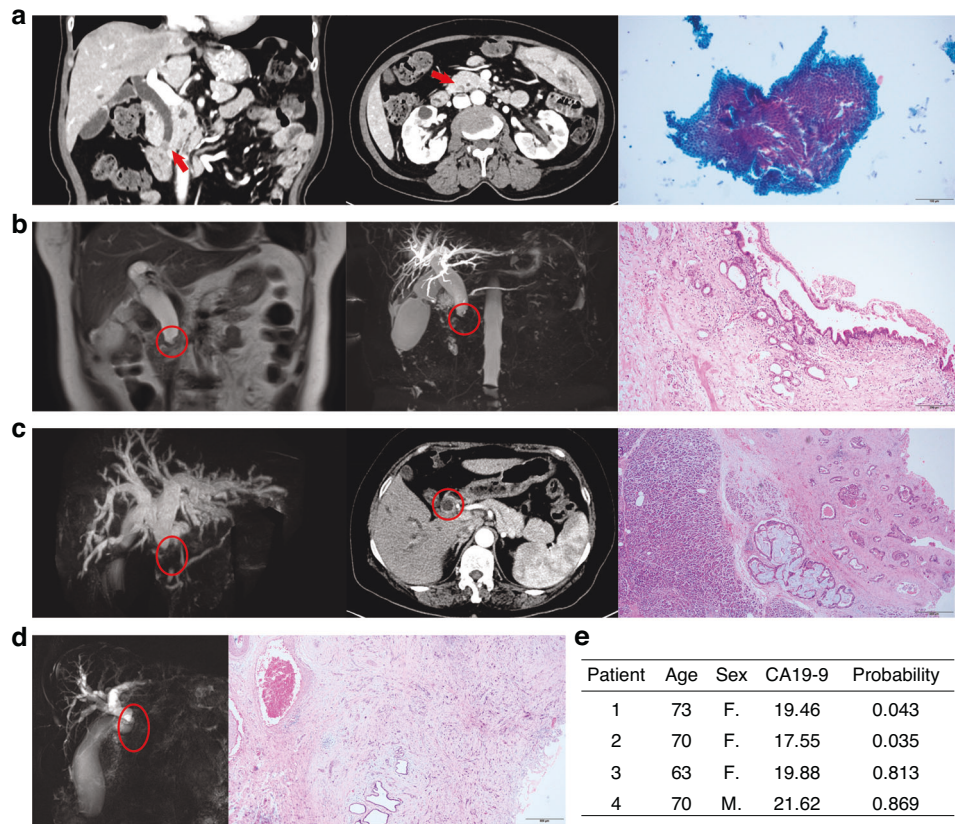 a
b
c
d
e
Patient Age Sex CA19-9 Probability
1 73 F. 19.46 0.043
2 70 F. 17.55 0.035
3 63 F. 19.88 0.813
4 70 M. 21.62 0.869